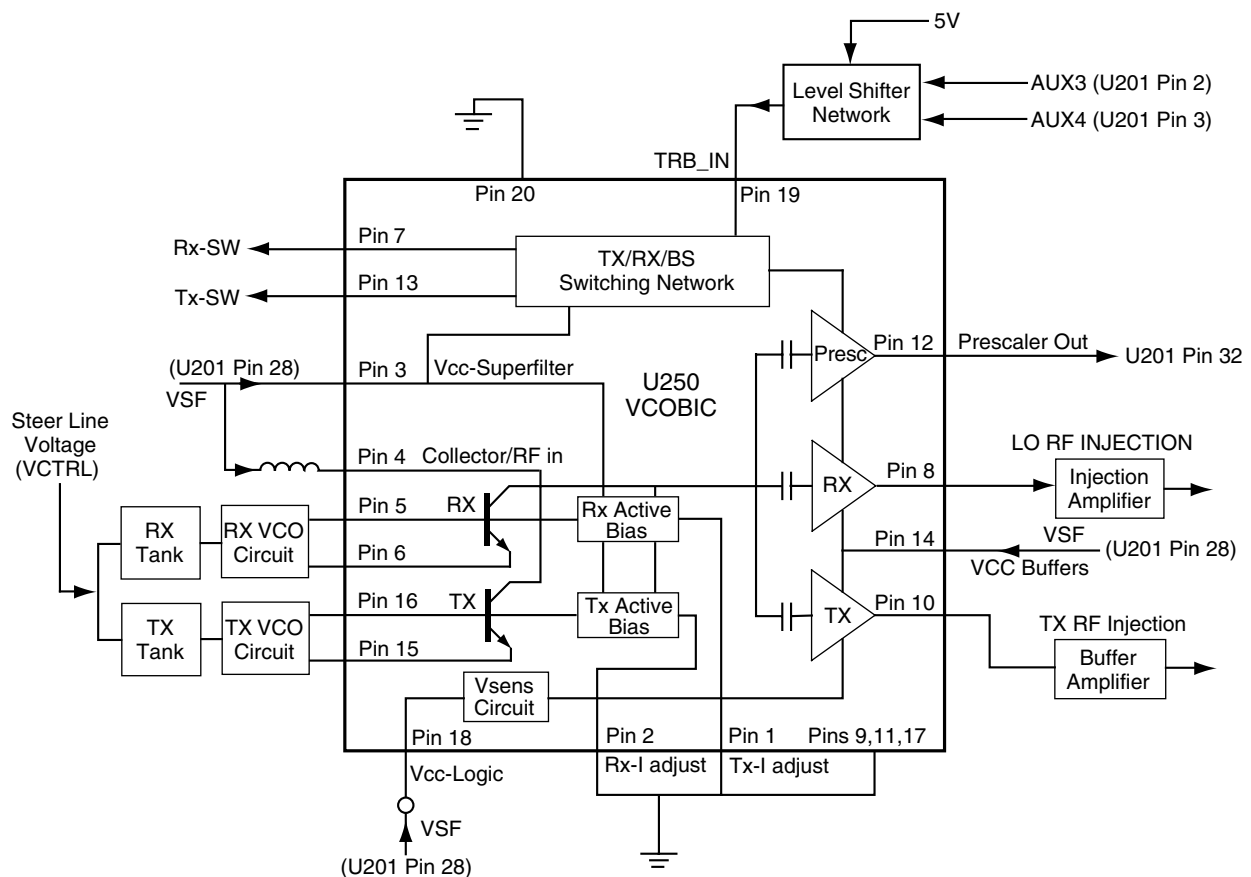 5V
Level Shifter
Network
AUX3 (U201 Pin 2)
AUX4 (U201 Pin 3)
TRB_IN
Pin 20
Pin 19
Rx-SW
Pin 7
TX/RX/BS
Switching Network
Tx-SW
Pin 13
Presc
Pin 12
Prescaler Out
U201 Pin 32
(U201 Pin 28)
VSF
Pin 3
Vcc-Superfilter
U250
VCOBIC
Steer Line
Voltage
(VCTRL)
Pin 4
Collector/RF in
LO RF INJECTION
RX
Pin 8
Injection
Amplifier
Pin 5
RX
Rx Active
Bias
RX
Tank
RX VCO
Circuit
Pin 6
Pin 14
VSF
VCC Buffers
(U201 Pin 28)
Pin 16
TX
Tx Active
Bias
TX
Pin 10
TX
Tank
TX VCO
Circuit
Pin 15
TX RF Injection
Buffer
Amplifier
Vsens
Circuit
Pin 18
Pin 2
Pin 1
Pins 9,11,17
Vcc-Logic
Rx-I adjust
Tx-I adjust
VSF
(U201 Pin 28)